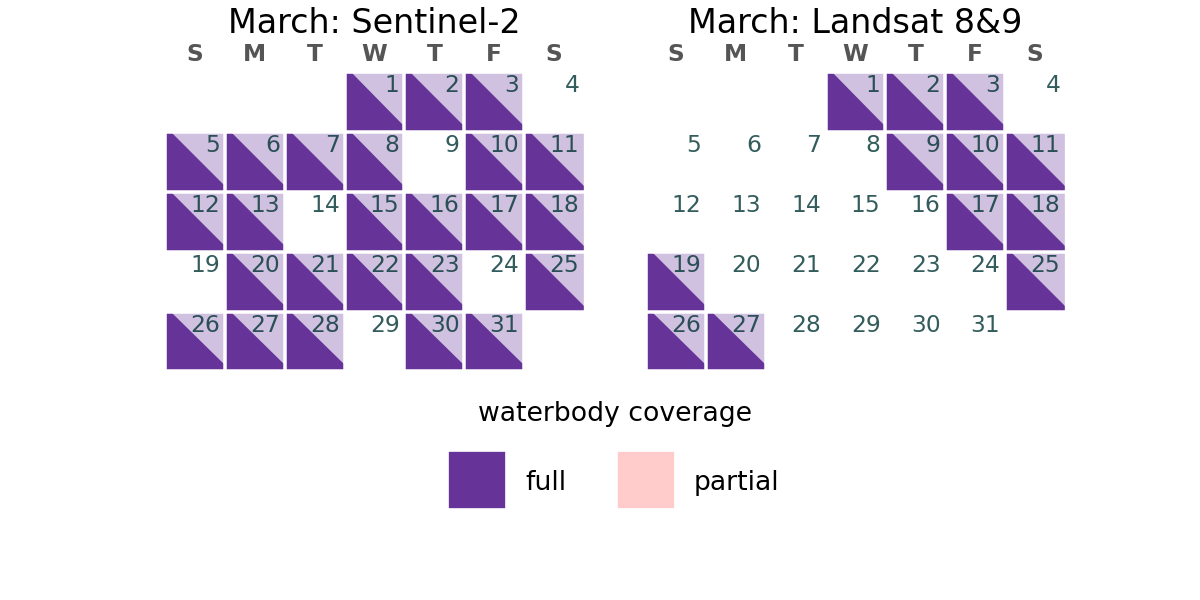 March: Sentinel-2
S M T W T F S
1 2 3 4
5 6 7 8 9 10 11
12 13 14 15 16 17 18
19 20 21 22 23 24 25
26 27 28 29 30 31
March: Landsat 8&9
S M T W T F S
1 2 3 4
5 6 7 8 9 10 11
12 13 14 15 16 17 18
19 20 21 22 23 24 25
26 27 28 29 30 31
waterbody coverage
full partial